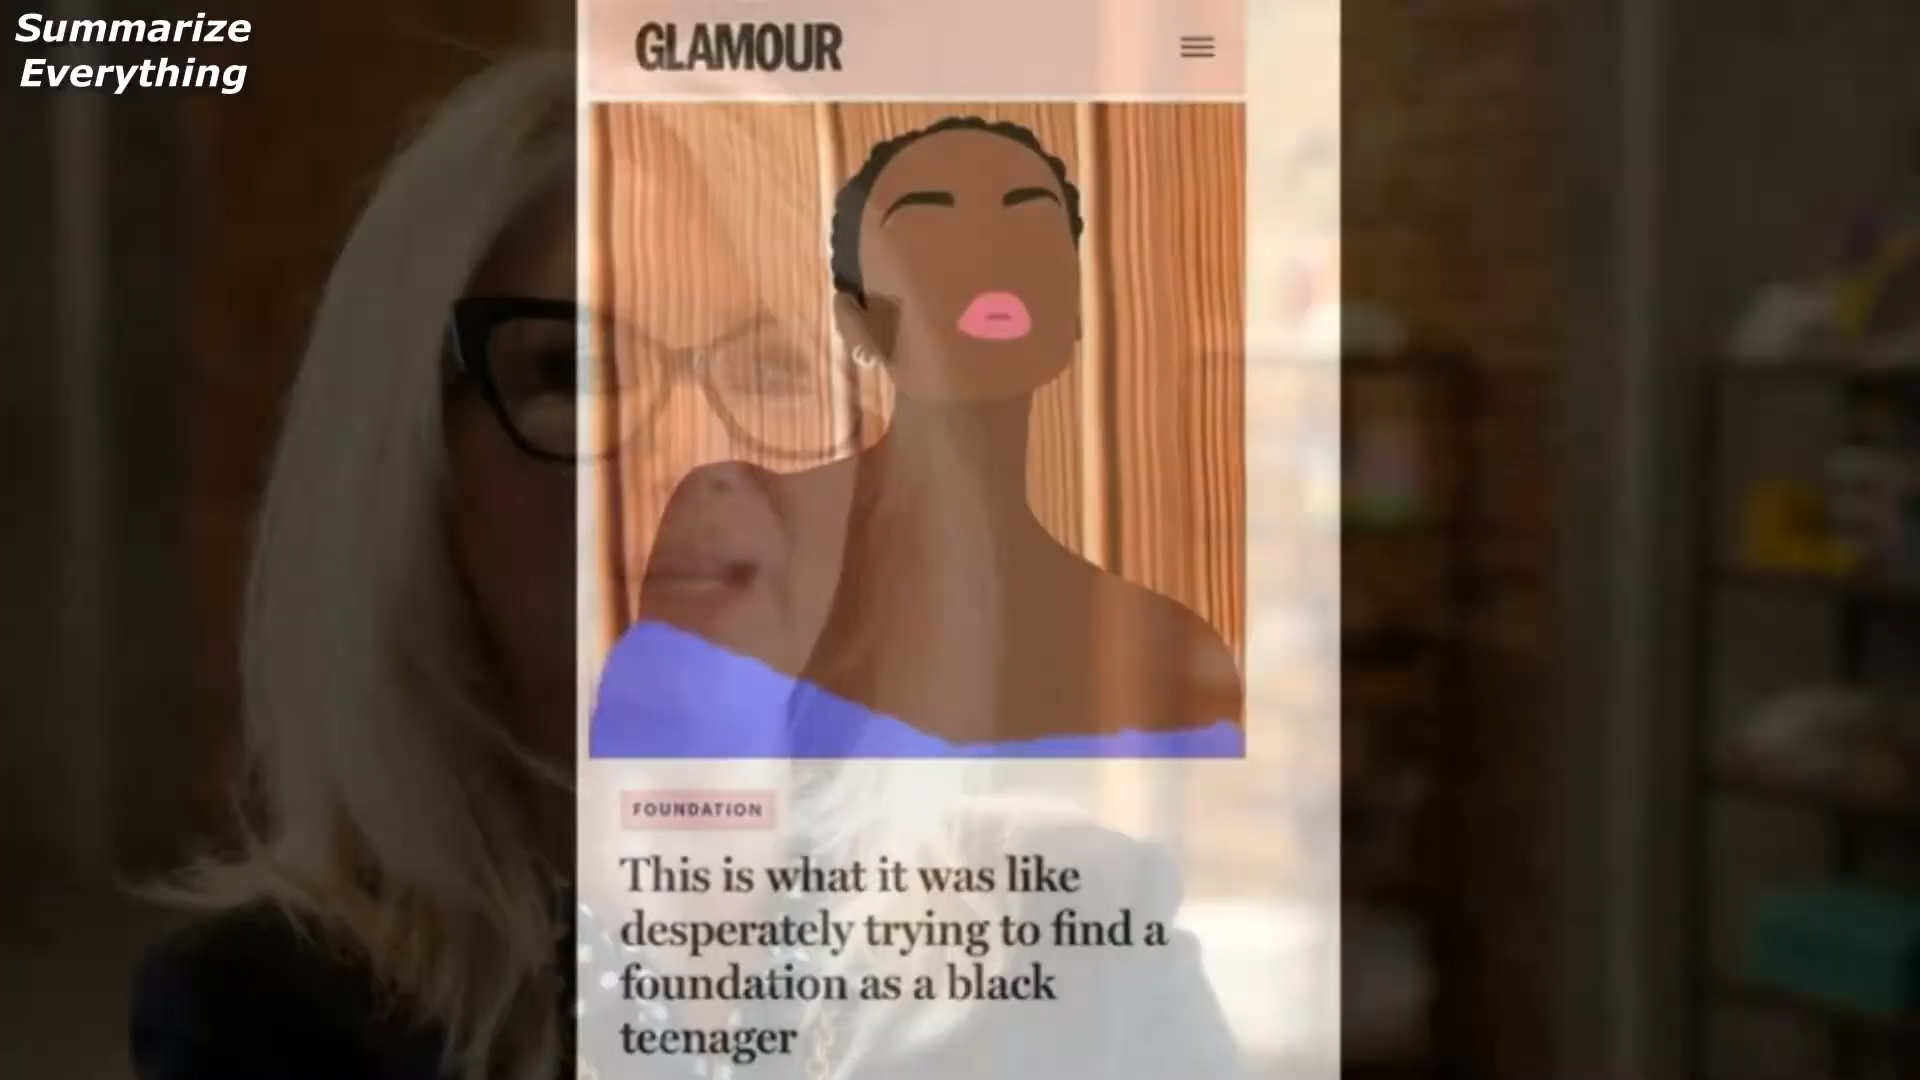 Summarize
Everything
GLAMOUR
FOUNDATION
This is what it was like
desperately trying to find a
foundation as a black
teenager